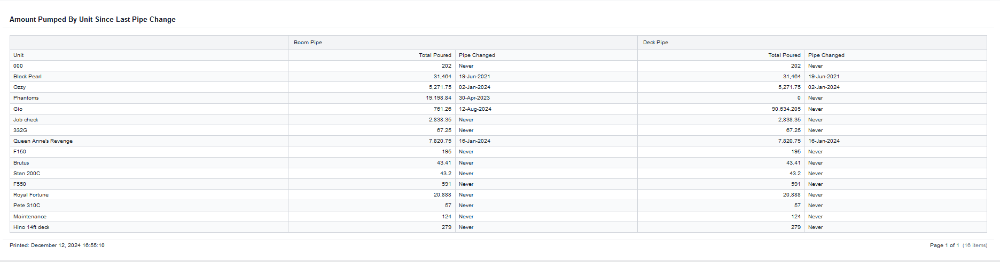 Amount Pumped By Unit Since Last Pipe Change
Boom Pipe Deck Pipe
Unit Total Poured Pipe Changed Total Poured Pipe Changed
000 202 Never 202 Never
Black Pearl 31,464 19-Jun-2021 31,464 19-Jun-2021
Ozzy 5,271.75 02-Jan-2024 5,271.75 02-Jan-2024
Phantoms 19,198.84 30-Apr-2023 0 Never
Gio 761.26 12-Aug-2024 90,634.205 Never
Job check 2,838.35 Never 2,838.35 Never
332G 67.25 Never 67.25 Never
Queen Anne's Revenge 7,820.75 16-Jan-2024 7,820.75 16-Jan-2024
F150 195 Never 195 Never
Brutus 43.41 Never 43.41 Never
Stan 200C 43.2 Never 43.2 Never
F550 591 Never 591 Never
Royal Fortune 20,888 Never 20,888 Never
Pete 310C 57 Never 57 Never
Maintenance 124 Never 124 Never
Hino 14ft deck 279 Never 279 Never
Printed: December 12, 2024 16:55:10 Page 1 of 1 (16 items)